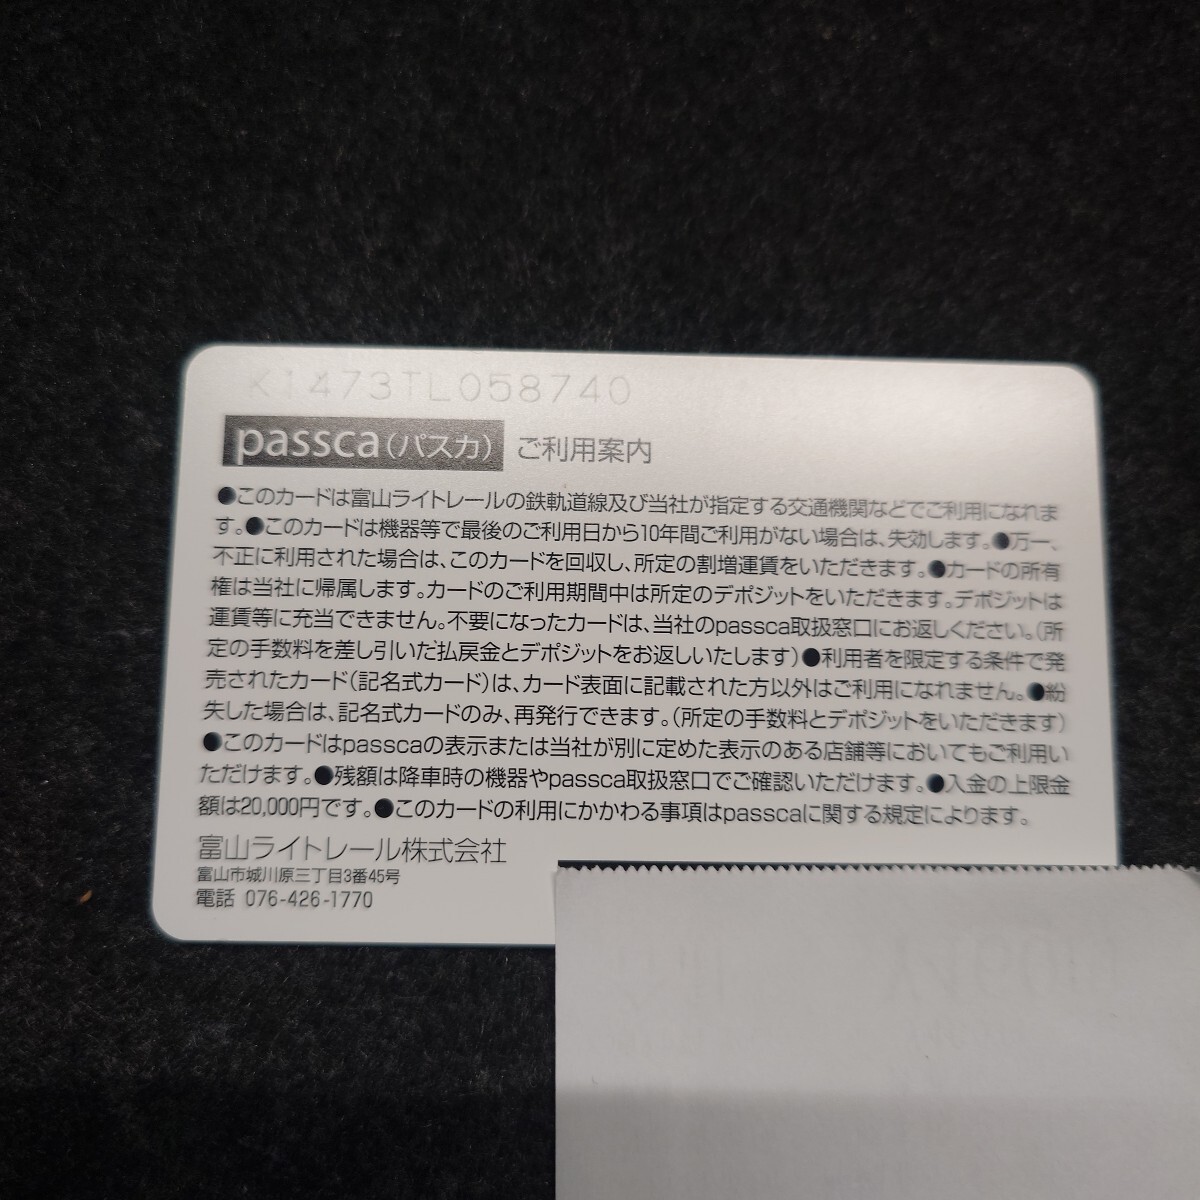 K1473TL058740
passca(パスカ) ご利用案内
●このカードは富山ライトレールの鉄軌道線及び当社が指定する交通機関などでご利用になれま
す。●このカードは機器等で最後のご利用日から10年間ご利用がない場合は、失効します。●万一、
不正に利用された場合は、このカードを回収し、所定の割増運賃をいただきます。●カードの所有
権は当社に帰属します。カードのご利用期間中は所定のデポジットをいただきます。デポジットは
運賃等に充当できません。不要になったカードは、当社のpassca取扱窓口にお返しください。(所
定の手数料を差し引いだ払戻金とデポジットをお返しいたします)●利用者を限定する条件で発
売されたカード(記名式カード)は、カード表面に記載された方以外はご利用になれません。●紛
失した場合は、記名式カードのみ、再発行できます。(所定の手数料とデポジットをいただきます)
●このカードはpasscaの表示または当社が別に定めた表示のある店舗等においてもご利用い
ただけます。●残額は降車時の機器やpassca取扱窓口でご確認いただけます。●入金の上限金
額は20,000円です。●このカードの利用にかかわる事項はpasscaに関する規定によります。
富山ライトレール株式会社
富山市城川原三丁目3番45号
電話 076-426-1770